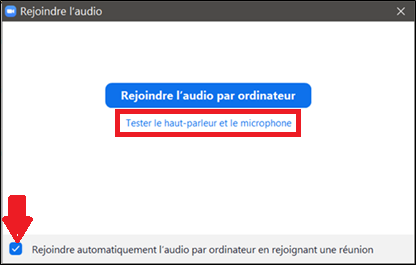 Rejoindre l'audio
Rejoindre l'audio par ordinateur
Tester le haut-parleur et le microphone
Rejoindre automatiquement l'audio par ordinateur en rejoignant une réunion